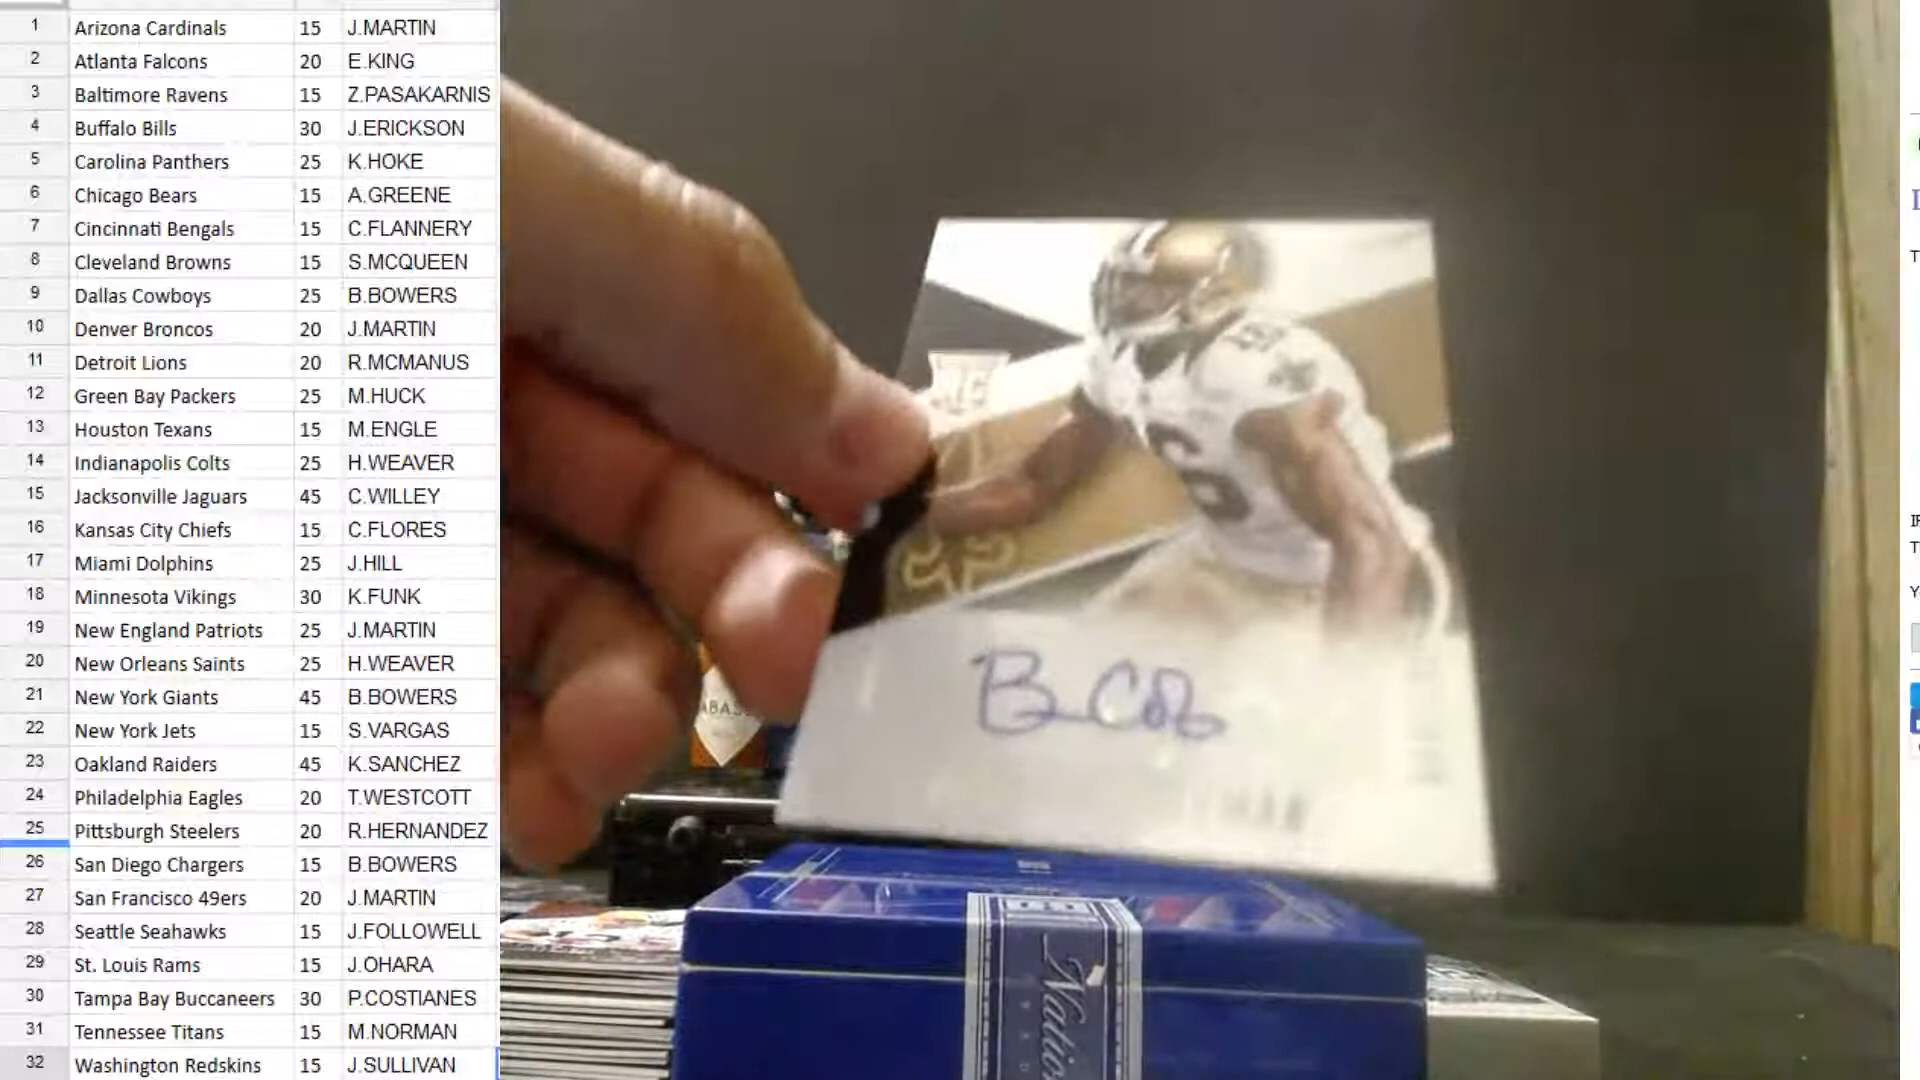 1 Arizona Cardinals 15 J.MARTIN
2 Atlanta Falcons 20 E.KING
3 Baltimore Ravens 15 Z.PASAKARNIS
4 Buffalo Bills 30 J.ERICKSON
5 Carolina Panthers 25 K.HOKE
6 Chicago Bears 15 A.GREENE
7 Cincinnati Bengals 15 C.FLANNERY
8 Cleveland Browns 15 S.MCQUEEN
9 Dallas Cowboys 25 B.BOWERS
10 Denver Broncos 20 J.MARTIN
11 Detroit Lions 20 R.MCMANUS
12 Green Bay Packers 25 M.HUCK
13 Houston Texans 15 M.ENGLE
14 Indianapolis Colts 25 H.WEAVER
15 Jacksonville Jaguars 45 C.WILLEY
16 Kansas City Chiefs 15 C.FLORES
17 Miami Dolphins 25 J.HILL
18 Minnesota Vikings 30 K.FUNK
19 New England Patriots 25 J.MARTIN
20 New Orleans Saints 25 H.WEAVER
21 New York Giants 45 B.BOWERS
22 New York Jets 15 S.VARGAS
23 Oakland Raiders 45 K.SANCHEZ
24 Philadelphia Eagles 20 T.WESTCOTT
25 Pittsburgh Steelers 20 R.HERNANDEZ
26 San Diego Chargers 15 B.BOWERS
27 San Francisco 49ers 20 J.MARTIN
28 Seattle Seahawks 15 J.FOLLOWELL
29 St. Louis Rams 15 J.OHARA
30 Tampa Bay Buccaneers 30 P.COSTIANES
31 Tennessee Titans 15 M.NORMAN
32 Washington Redskins 15 J.SULLIVAN